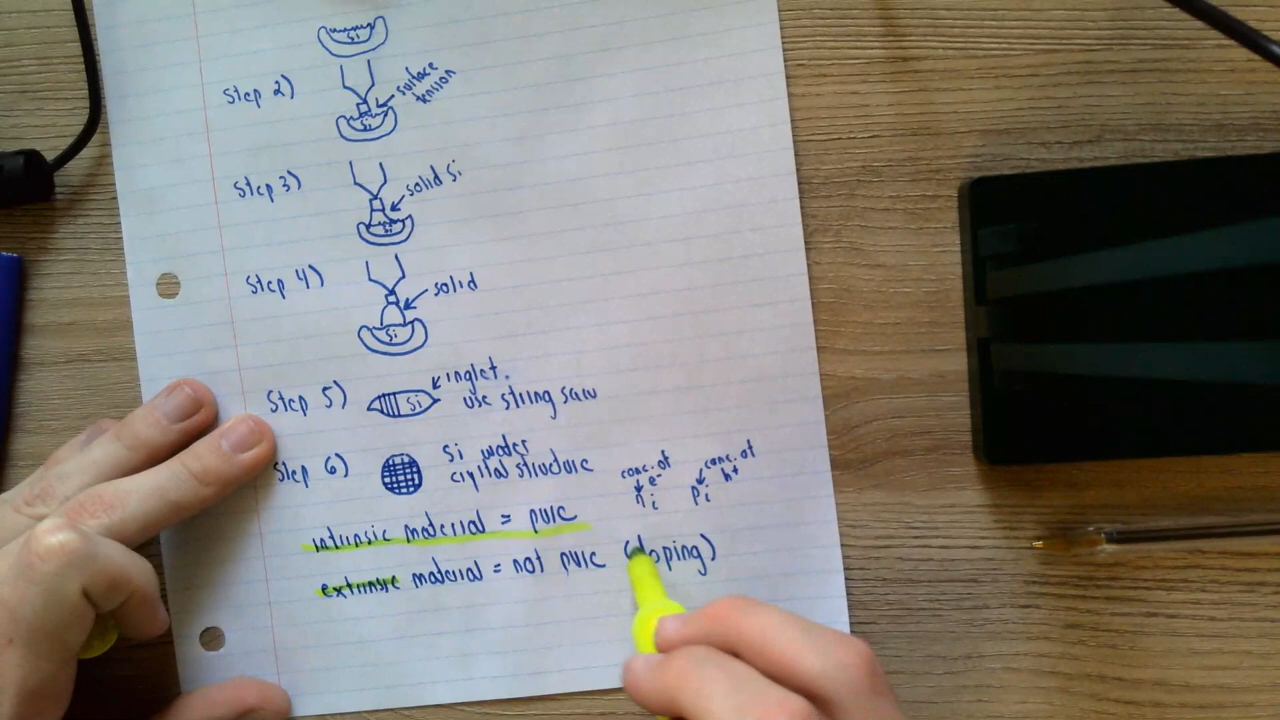 Si
Step 2)
surface
tension
Si
Step 3)
solid Si
Si
Step 4)
solid
Si
Step 5)
inglet.
Si
use string saw
Step 6)
Si wafer
crystal structure
conc. of
e-
n i
conc. of
h+
p i
intrinsic material = pure
extrinsic material = not pure (doping)